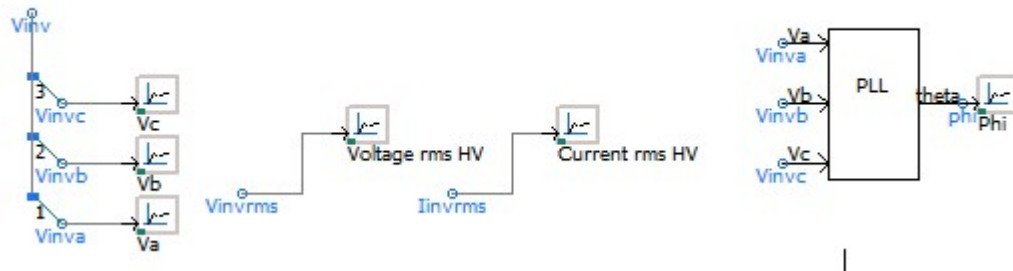 Vinv
3
Vinvc
Vc
2
Vinvb
Vb
1
Vinva
Va
Voltage rms HV
Vinvrms
Current rms HV
Iinvrms
Va
Vinva
Vb
Vinvb
Vc
Vinvc
PLL
theta
phi
Phi